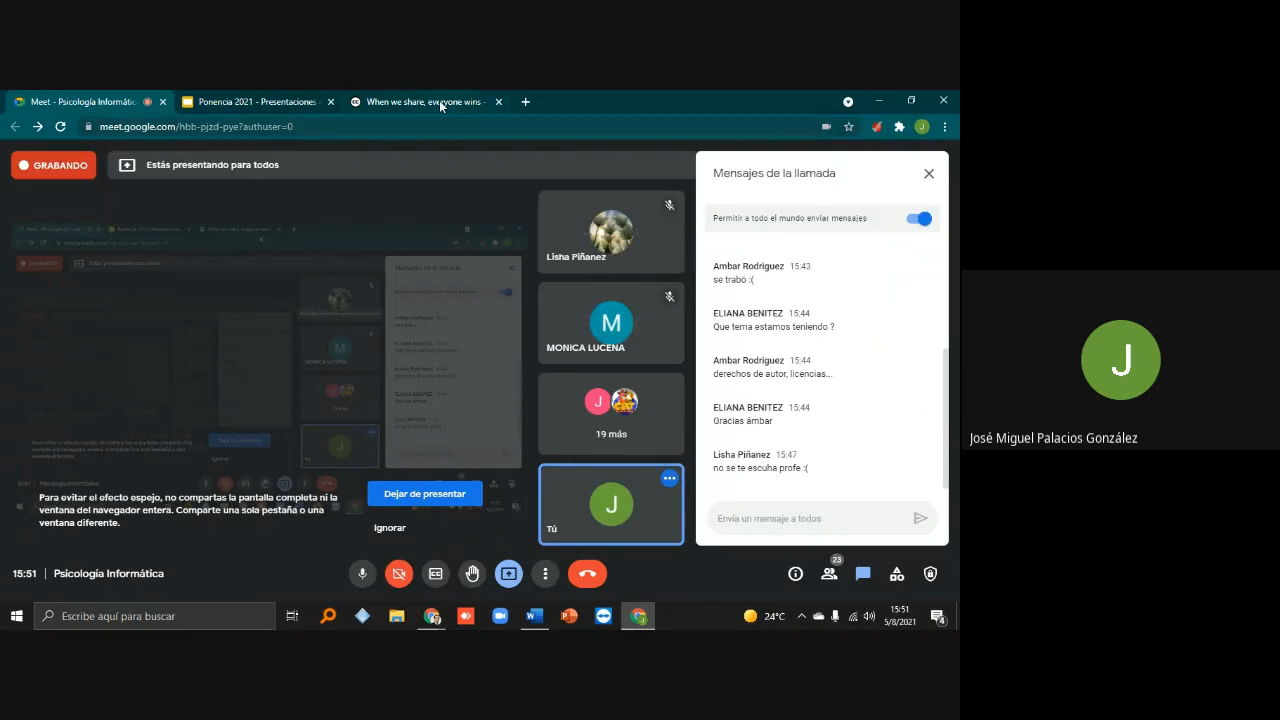 Meet - Psicología Informátic
Ponencia 2021 - Presentaciones
When we share, everyone wins -
meet.google.com/hbb-pjzd-pye?authuser=0
GRABANDO
Estás presentando para todos
Mensajes de la llamada
Permitir a todo el mundo enviar mensajes
Ambar Rodriguez 15:43
se trabó :(
ELIANA BENITEZ 15:44
Que tema estamos teniendo ?
Ambar Rodriguez 15:44
derechos de autor, licencias...
ELIANA BENITEZ 15:44
Gracias ámbar
Lisha Piñanez 15:47
no se te escuha profe :(
Envía un mensaje a todos
Lisha Piñanez
M
MONICA LUCENA
J
19 más
J
Tú
MONICA LUCENA
Para evitar el efecto espejo, no compartas la pantalla completa ni la
ventana del navegador entera. Comparte una sola pestaña o una
ventana diferente.
Dejar de presentar
Ignorar
15:51 | Psicología Informática
23
Escribe aquí para buscar
24°C
15:51
5/8/2021
4
J
José Miguel Palacios González